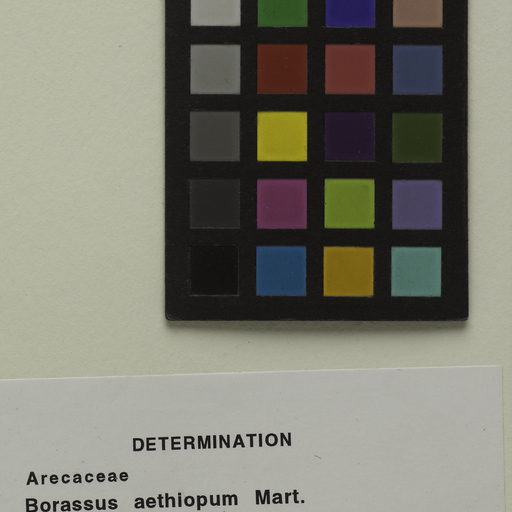 DETERMINATION
Arecaceae
Borassus aethiopum Mart.